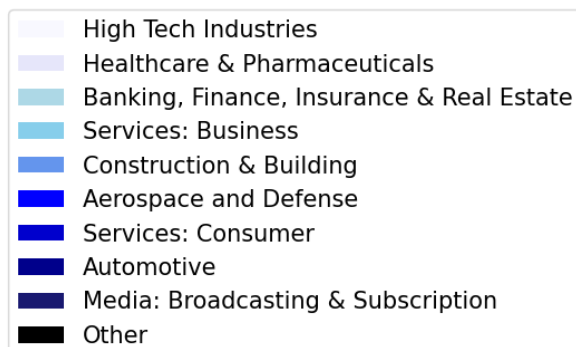 High Tech Industries
Healthcare & Pharmaceuticals
Banking, Finance, Insurance & Real Estate
Services: Business
Construction & Building
Aerospace and Defense
Services: Consumer
Automotive
Media: Broadcasting & Subscription
Other